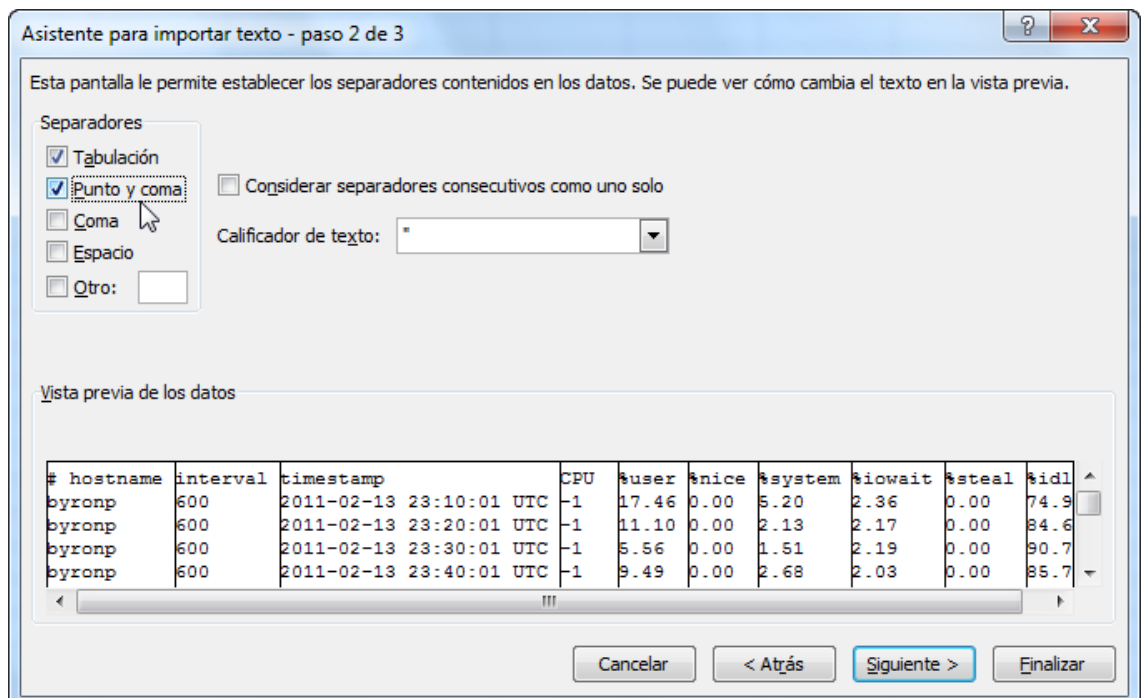 Asistente para importar texto - paso 2 de 3
Esta pantalla le permite establecer los separadores contenidos en los datos. Se puede ver cómo cambia el texto en la vista previa.
Separadores
Tabulación
Punto y coma
Coma
Espacio
Otro:
Considerar separadores consecutivos como uno solo
Calificador de texto: "
Vista previa de los datos
# hostname interval timestamp CPU %user %nice %system %iowait %steal %idl
byronp 600 2011-02-13 23:10:01 UTC -1 17.46 0.00 5.20 2.36 0.00 74.9
byronp 600 2011-02-13 23:20:01 UTC -1 11.10 0.00 2.13 2.17 0.00 84.6
byronp 600 2011-02-13 23:30:01 UTC -1 5.56 0.00 1.51 2.19 0.00 90.7
byronp 600 2011-02-13 23:40:01 UTC -1 9.49 0.00 2.68 2.03 0.00 85.7
Cancelar < Atrás Siguiente > Finalizar